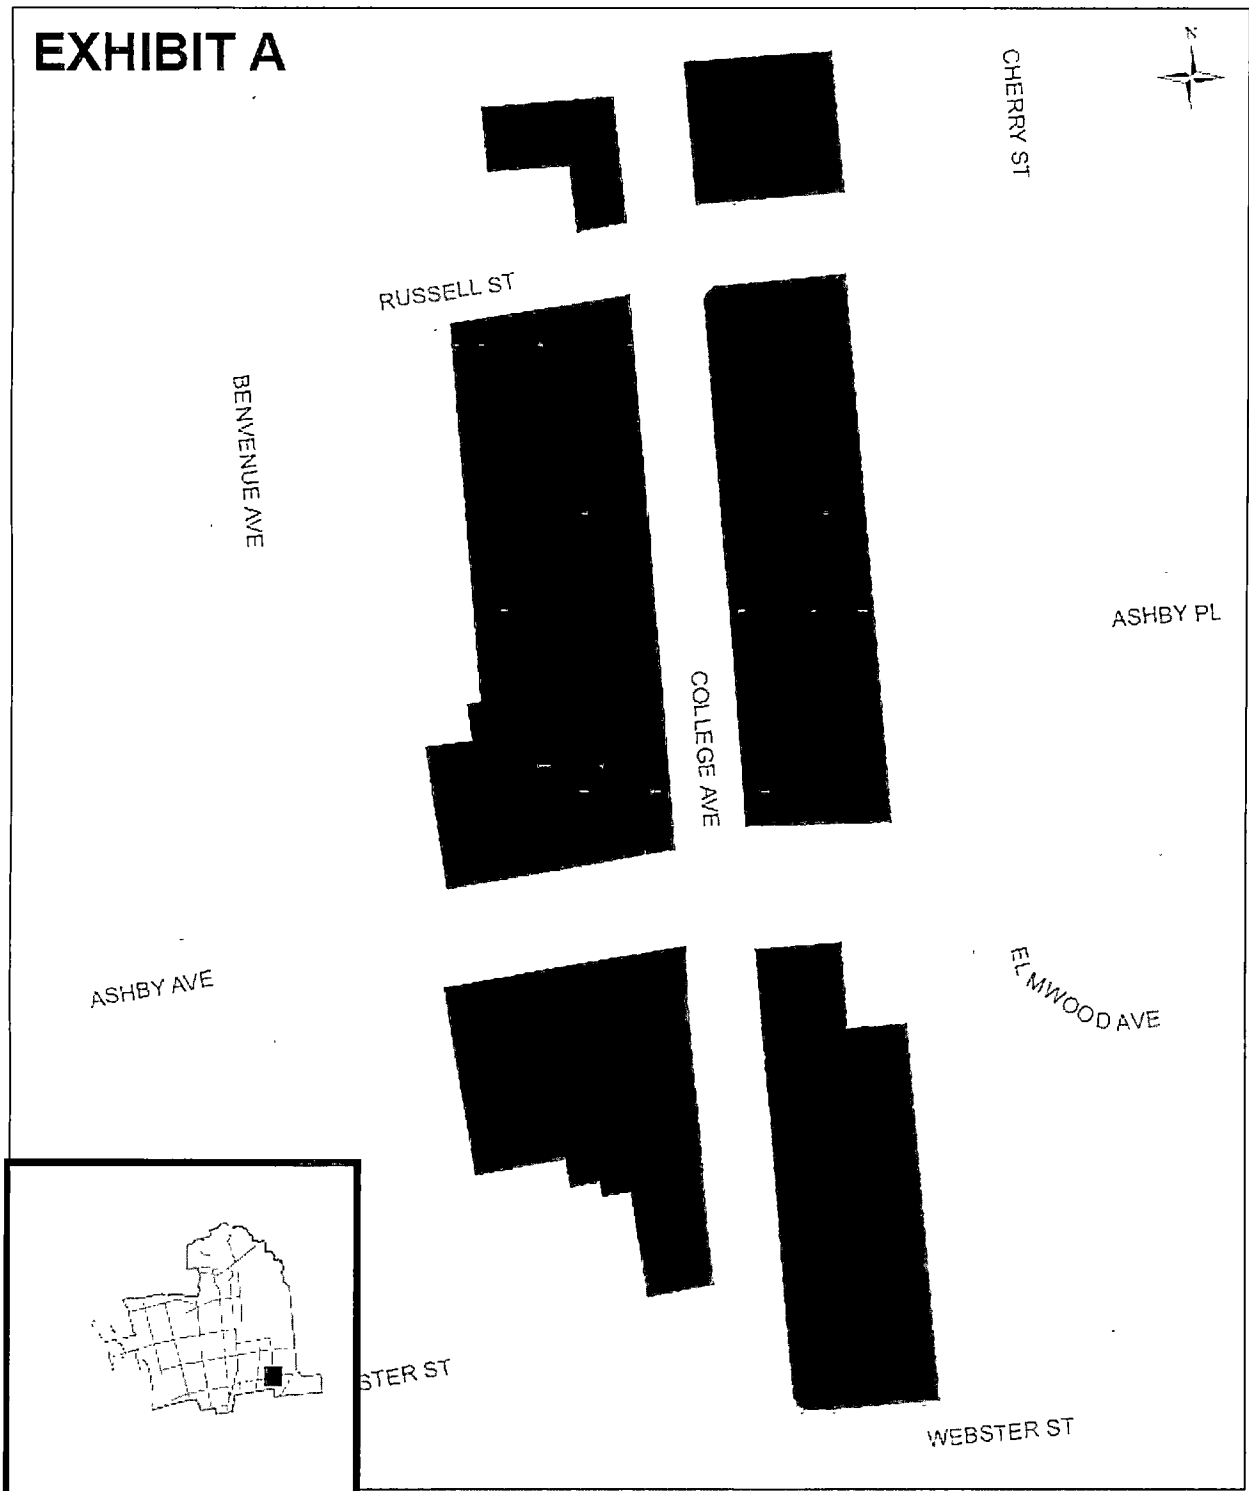 EXHIBIT A
N
CHERRY ST
RUSSELL ST
BENVENUE AVE
ASHBY PL
COLLEGE AVE
ASHBY AVE
ELMWOOD AVE
STER ST
WEBSTER ST